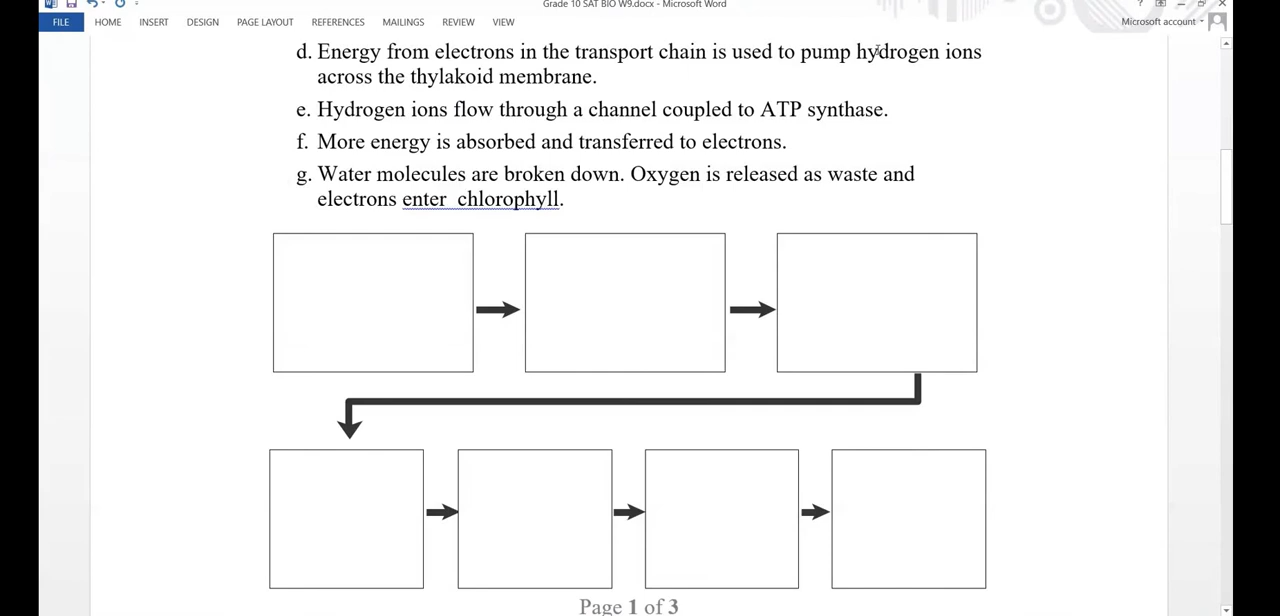 Grade 10 SAT BIO W9.docx - Microsoft Word
FILE HOME INSERT DESIGN PAGE LAYOUT REFERENCES MAILINGS REVIEW VIEW Microsoft account
d. Energy from electrons in the transport chain is used to pump hydrogen ions
across the thylakoid membrane.
e. Hydrogen ions flow through a channel coupled to ATP synthase.
f. More energy is absorbed and transferred to electrons.
g. Water molecules are broken down. Oxygen is released as waste and
electrons enter chlorophyll.
Page 1 of 3